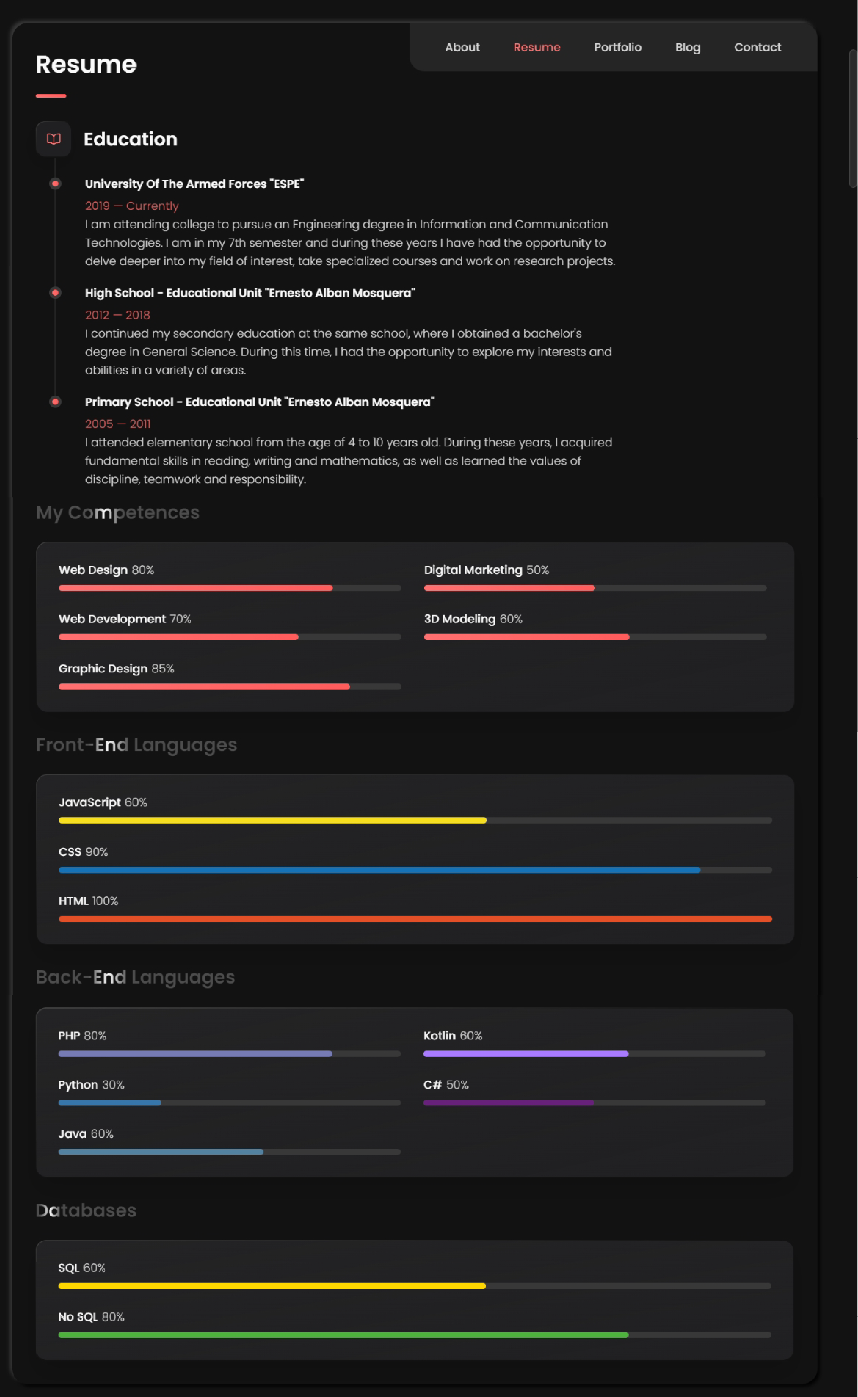 About Resume Portfolio Blog Contact
Resume
Education
University Of The Armed Forces "ESPE"
2019 — Currently
I am attending college to pursue an Engineering degree in Information and Communication
Technologies. I am in my 7th semester and during these years I have had the opportunity to
delve deeper into my field of interest, take specialized courses and work on research projects.
High School - Educational Unit "Ernesto Alban Mosquera"
2012 — 2018
I continued my secondary education at the same school, where I obtained a bachelor's
degree in General Science. During this time, I had the opportunity to explore my interests and
abilities in a variety of areas.
Primary School - Educational Unit "Ernesto Alban Mosquera"
2005 — 2011
I attended elementary school from the age of 4 to 10 years old. During these years, I acquired
fundamental skills in reading, writing and mathematics, as well as learned the values of
discipline, teamwork and responsibility.
My Competences
Web Design 80%
Digital Marketing 50%
Web Development 70%
3D Modeling 60%
Graphic Design 85%
Front-End Languages
JavaScript 60%
CSS 90%
HTML 100%
Back-End Languages
PHP 80%
Kotlin 60%
Python 30%
C# 50%
Java 60%
Databases
SQL 60%
No SQL 80%